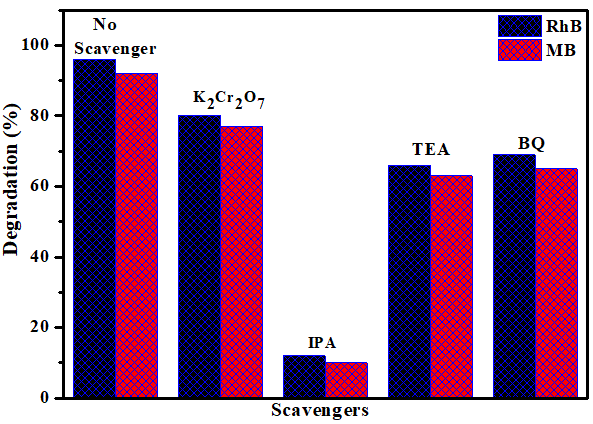 No
Scavenger
RhB
MB
K₂Cr₂O₇
TEA
BQ
IPA
Degradation (%)
100
80
60
40
20
0
Scavengers